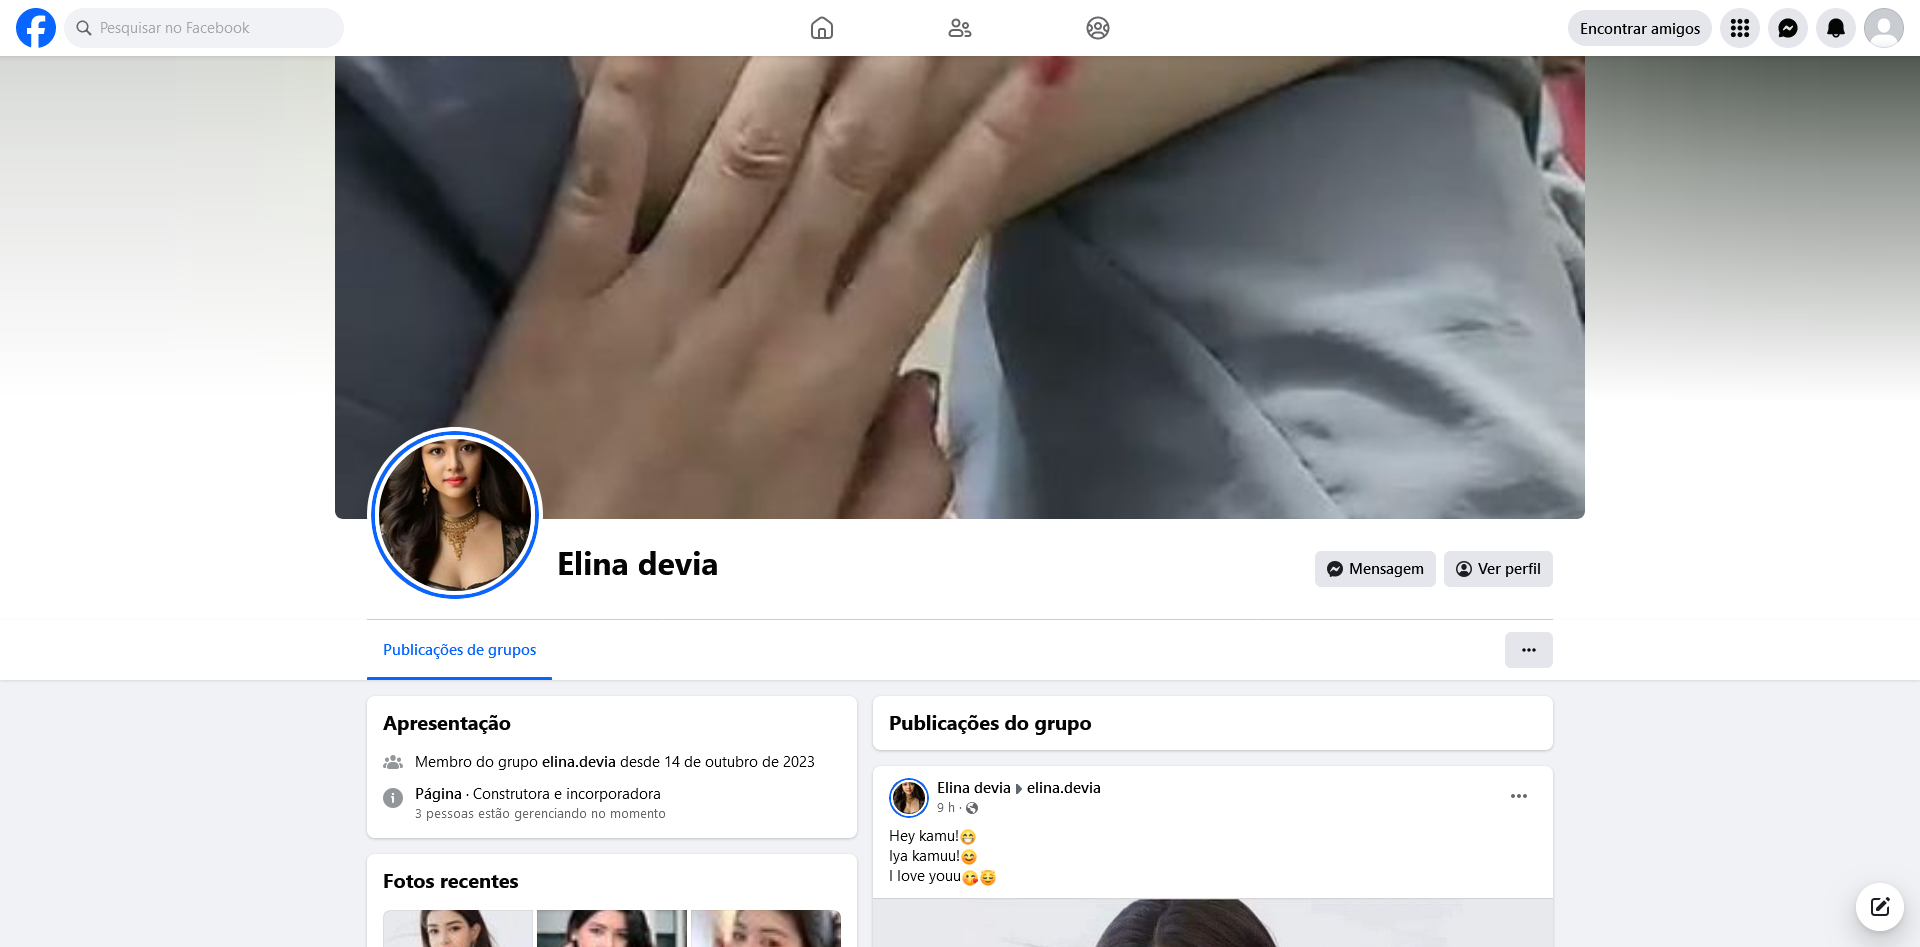 Pesquisar no Facebook
Encontrar amigos
Elina devia
Mensagem
Ver perfil
Publicações de grupos
Apresentação
Membro do grupo elina.devia desde 14 de outubro de 2023
Página · Construtora e incorporadora
3 pessoas estão gerenciando no momento
Fotos recentes
Publicações do grupo
Elina devia elina.devia
9 h ·
Hey kamu!😁
Iya kamuu!😊
I love youu😘😇